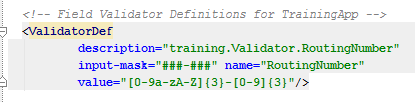 <!-- Field Validator Definitions for TrainingApp -->
<ValidatorDef
description="training.Validator.RoutingNumber"
input-mask="###-###" name="RoutingNumber"
value="[0-9a-zA-Z]{3}-[0-9]{3}"/>